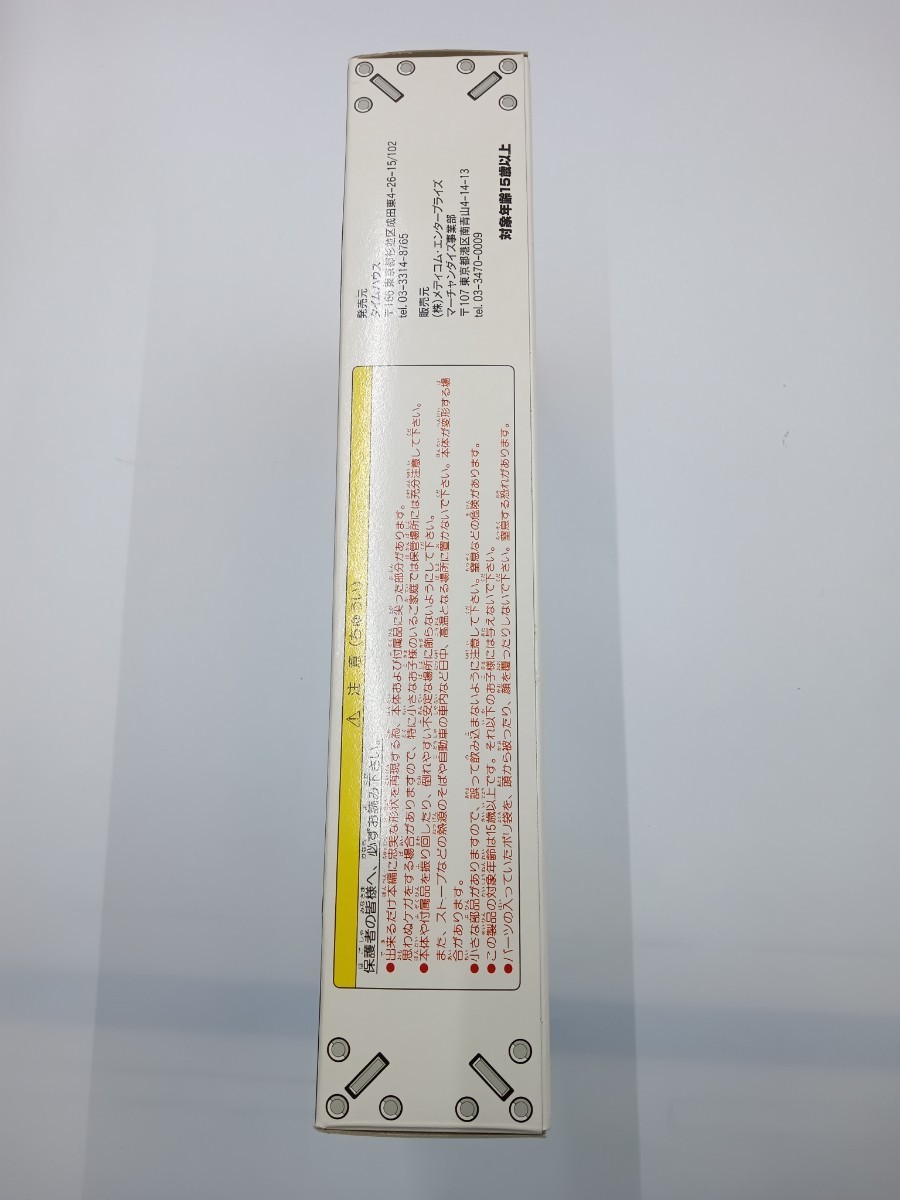 ⚠ 注意(ちゅうい)
保護者の皆様へ、必ずお読み下さい。
●出来るだけ本編に忠実な形状を再現する為、本体および付属品に尖った部分があります。
思わぬケガをする場合がありますので、特に小さなお子様のいるご家庭では保管場所には充分注意して下さい。
●本体や付属品を振り回したり、倒れやすい不安定な場所に飾らないようにして下さい。
また、ストーブなどの熱源のそばや自動車の車内など日中、高温となる場所に置かないで下さい。本体が変形する場
合があります。
●小さな部品がありますので、誤って飲み込まないように注意して下さい。窒息などの危険があります。
●この製品の対象年齢は15歳以上です。それ以下のお子様には与えないで下さい。
●パーツの入っていたポリ袋を、頭から被ったり、顔を覆ったりしないで下さい。窒息する恐れがあります。
発売元
タイムハウス
〒166 東京都杉並区成田東4-26-15/102
tel. 03-3314-8765
販売元
(株)メディコム・エンタープライズ
マーチャンダイズ事業部
〒107 東京都港区南青山4-14-13
tel. 03-3470-0009
対象年齢15歳以上